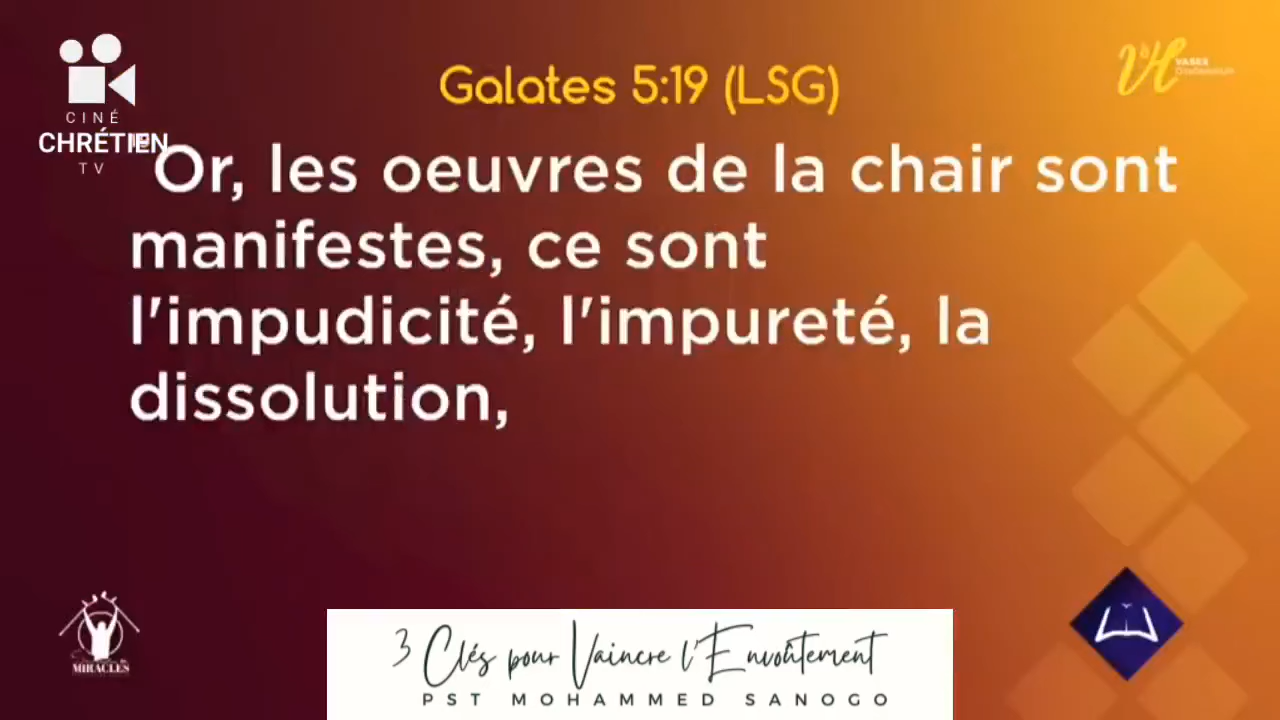 CINÉ
CHRÉTIEN
TV
Galates 5:19 (LSG)
VASES
Or, les oeuvres de la chair sont
manifestes, ce sont
l'impudicité, l'impureté, la
dissolution,
MIRACLES
3 Clés pour Vaincre l'Envoûtement
PST MOHAMMED SANOGO